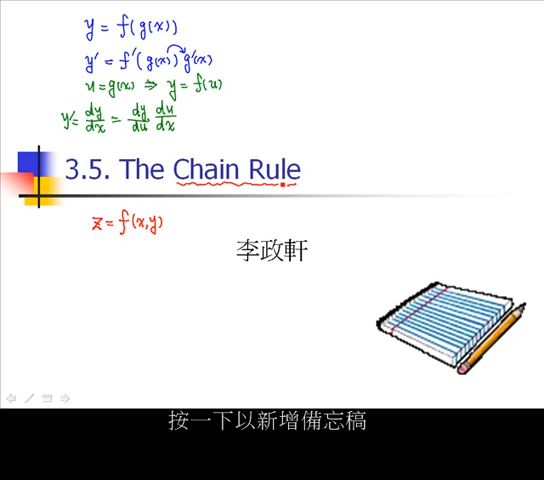 y = f(g(x))
y' = f'(g(x)) g'(x)
u = g(x) ⇒ y = f(u)
y' = dy/dx = dy/du du/dx
3.5. The Chain Rule
z = f(x,y)
李政軒
按一下以新增備忘稿